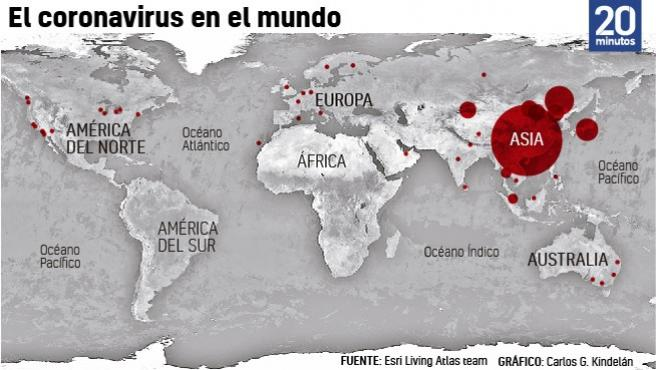 El coronavirus en el mundo
20
minutos
EUROPA
AMÉRICA
DEL NORTE
Océano
Atlántico
ASIA
ÁFRICA
Océano
Pacífico
AMÉRICA
DEL SUR
Océano
Pacífico
Océano Índico
AUSTRALIA
FUENTE: Esri Living Atlas team GRÁFICO: Carlos G. Kindelán